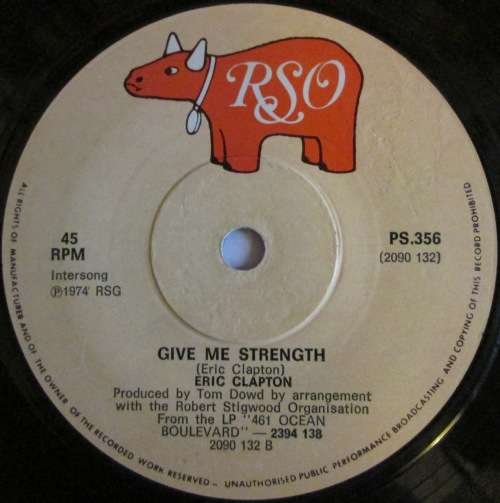 RSO
45
RPM
Intersong
Ⓟ1974 RSG
PS.356
(2090 132)
GIVE ME STRENGTH
(Eric Clapton)
ERIC CLAPTON
Produced by Tom Dowd by arrangement
with the Robert Stigwood Organisation
From the LP "461 OCEAN
BOULEVARD" — 2394 138
2090 132 B
ALL RIGHTS OF MANUFACTURER AND OF THE OWNER OF THE RECORDED WORK RESERVED – UNAUTHORISED PUBLIC PERFORMANCE BROADCASTING AND COPYING OF THIS RECORD PROHIBITED